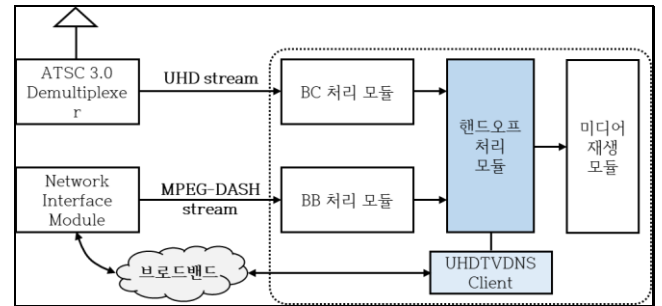 ATSC 3.0
Demultiplexe
r
UHD stream
BC 처리 모듈
핸드오프
처리
모듈
미디어
재생
모듈
Network
Interface
Module
MPEG-DASH
stream
BB 처리 모듈
브로드밴드
UHDTVDNS
Client